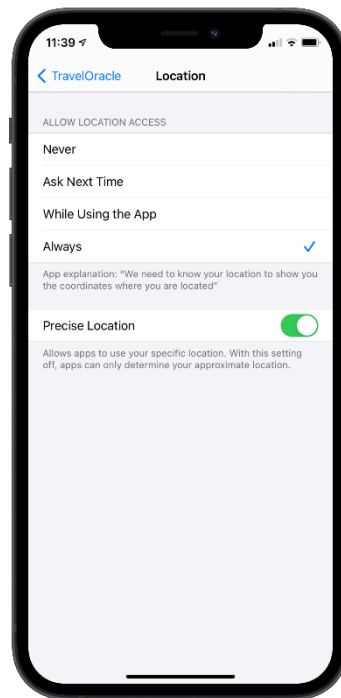 11:39
TravelOracle
Location
ALLOW LOCATION ACCESS
Never
Ask Next Time
While Using the App
Always
App explanation: “We need to know your location to show you
the coordinates where you are located”
Precise Location
Allows apps to use your specific location. With this setting
off, apps can only determine your approximate location.